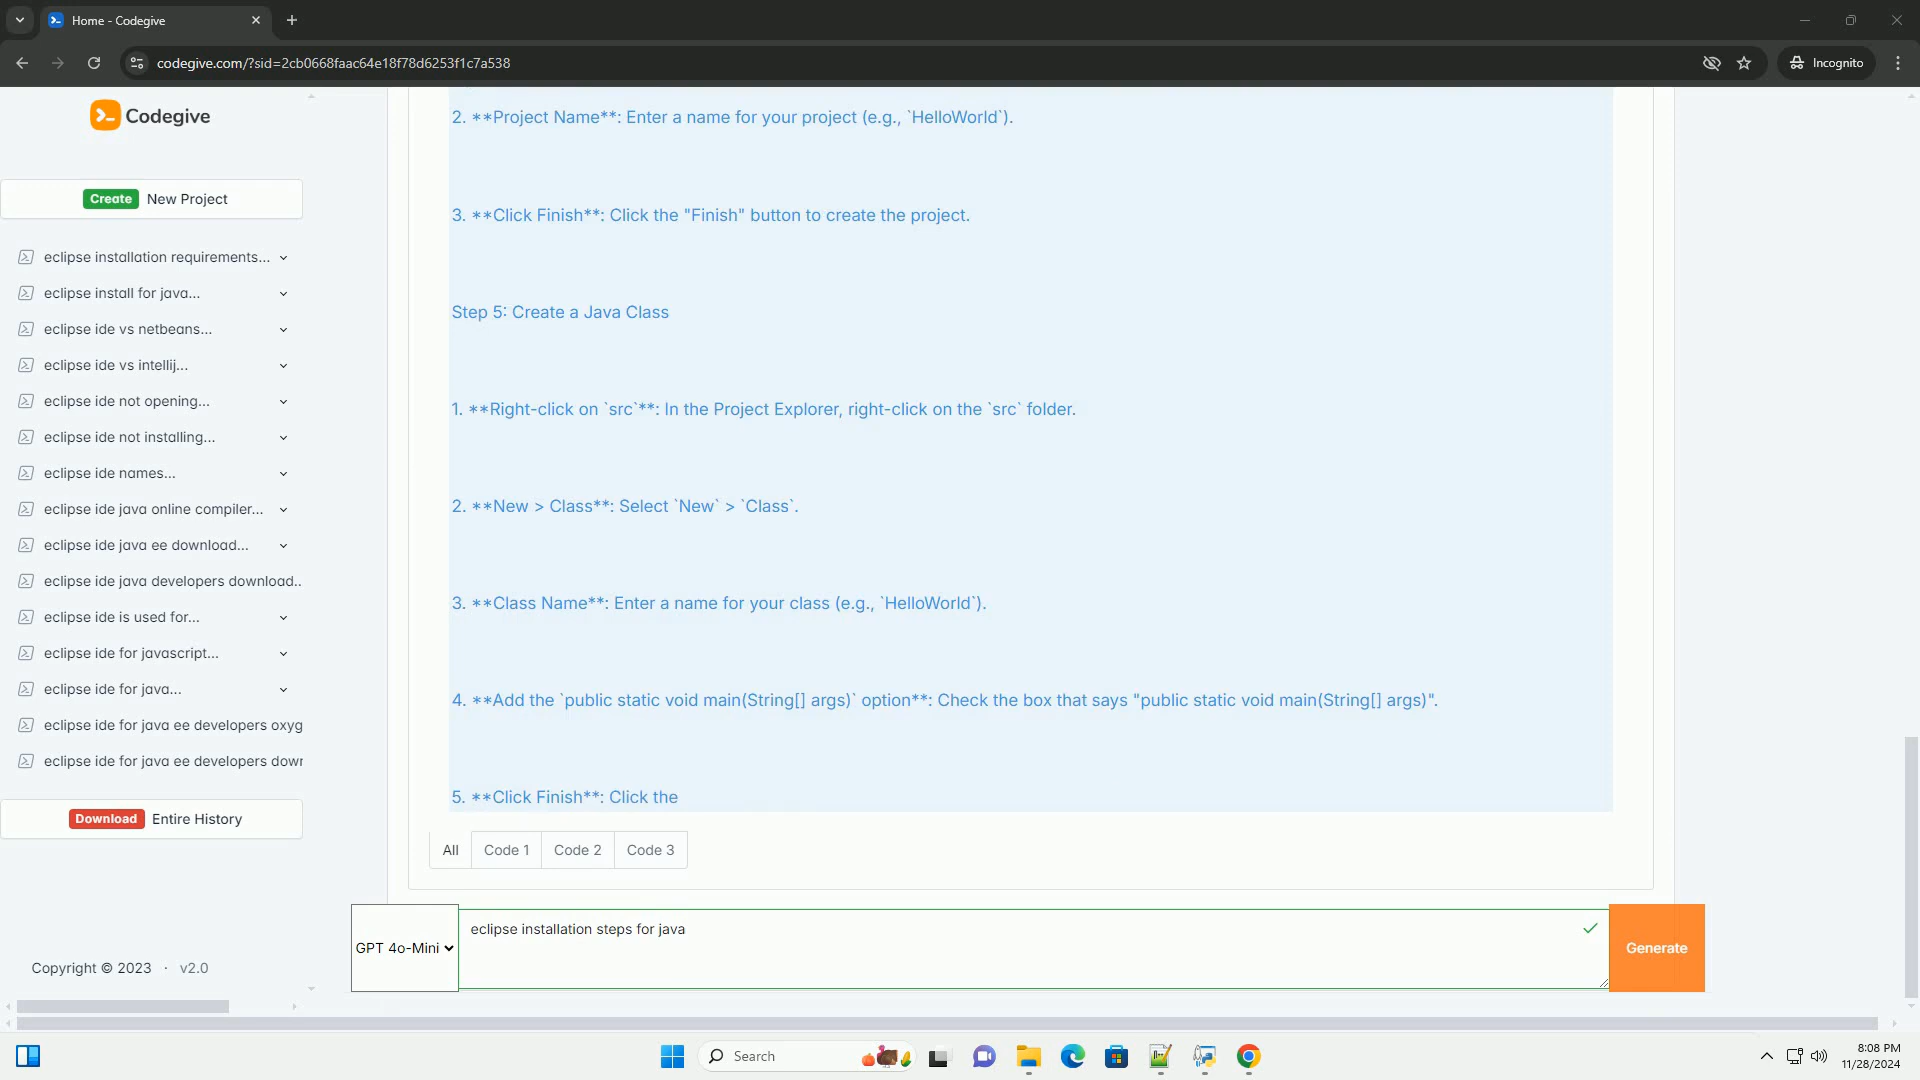 Home - Codegive
codegive.com/?sid=2cb0668faac64e18f78d6253f1c7a538
Incognito
Codegive
Create New Project
eclipse installation requirements...
eclipse install for java...
eclipse ide vs netbeans...
eclipse ide vs intellij...
eclipse ide not opening...
eclipse ide not installing...
eclipse ide names...
eclipse ide java online compiler...
eclipse ide java ee download...
eclipse ide java developers download..
eclipse ide is used for...
eclipse ide for javascript...
eclipse ide for java...
eclipse ide for java ee developers oxyg
eclipse ide for java ee developers dowr
Download Entire History
Copyright © 2023 · v2.0
2. **Project Name**: Enter a name for your project (e.g., `HelloWorld`).
3. **Click Finish**: Click the "Finish" button to create the project.
Step 5: Create a Java Class
1. **Right-click on `src`**: In the Project Explorer, right-click on the `src` folder.
2. **New > Class**: Select `New` > `Class`.
3. **Class Name**: Enter a name for your class (e.g., `HelloWorld`).
4. **Add the `public static void main(String[] args)` option**: Check the box that says "public static void main(String[] args)".
5. **Click Finish**: Click the
All Code 1 Code 2 Code 3
GPT 4o-Mini
eclipse installation steps for java
Generate
Search
8:08 PM
11/28/2024